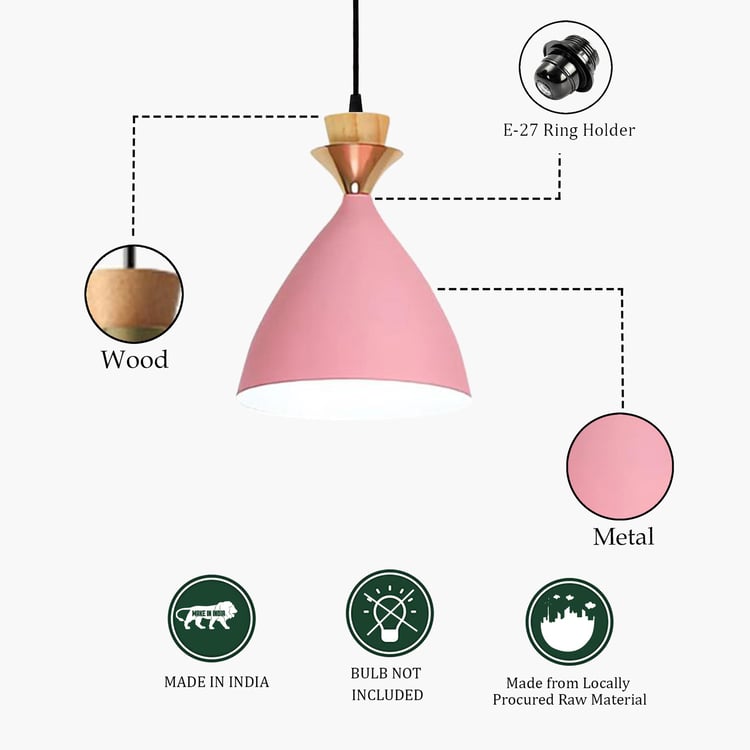 E-27 Ring Holder
Wood
Metal
MAKE IN INDIA
MADE IN INDIA
BULB NOT
INCLUDED
Made from Locally
Procured Raw Material